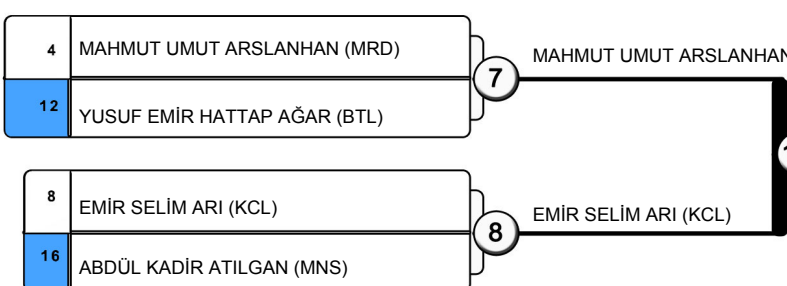 4 MAHMUT UMUT ARSLANHAN (MRD)
MAHMUT UMUT ARSLANHAN
7
12 YUSUF EMİR HATTAP AĞAR (BTL)
8 EMİR SELİM ARI (KCL)
EMİR SELİM ARI (KCL)
8
16 ABDÜL KADİR ATILGAN (MNS)